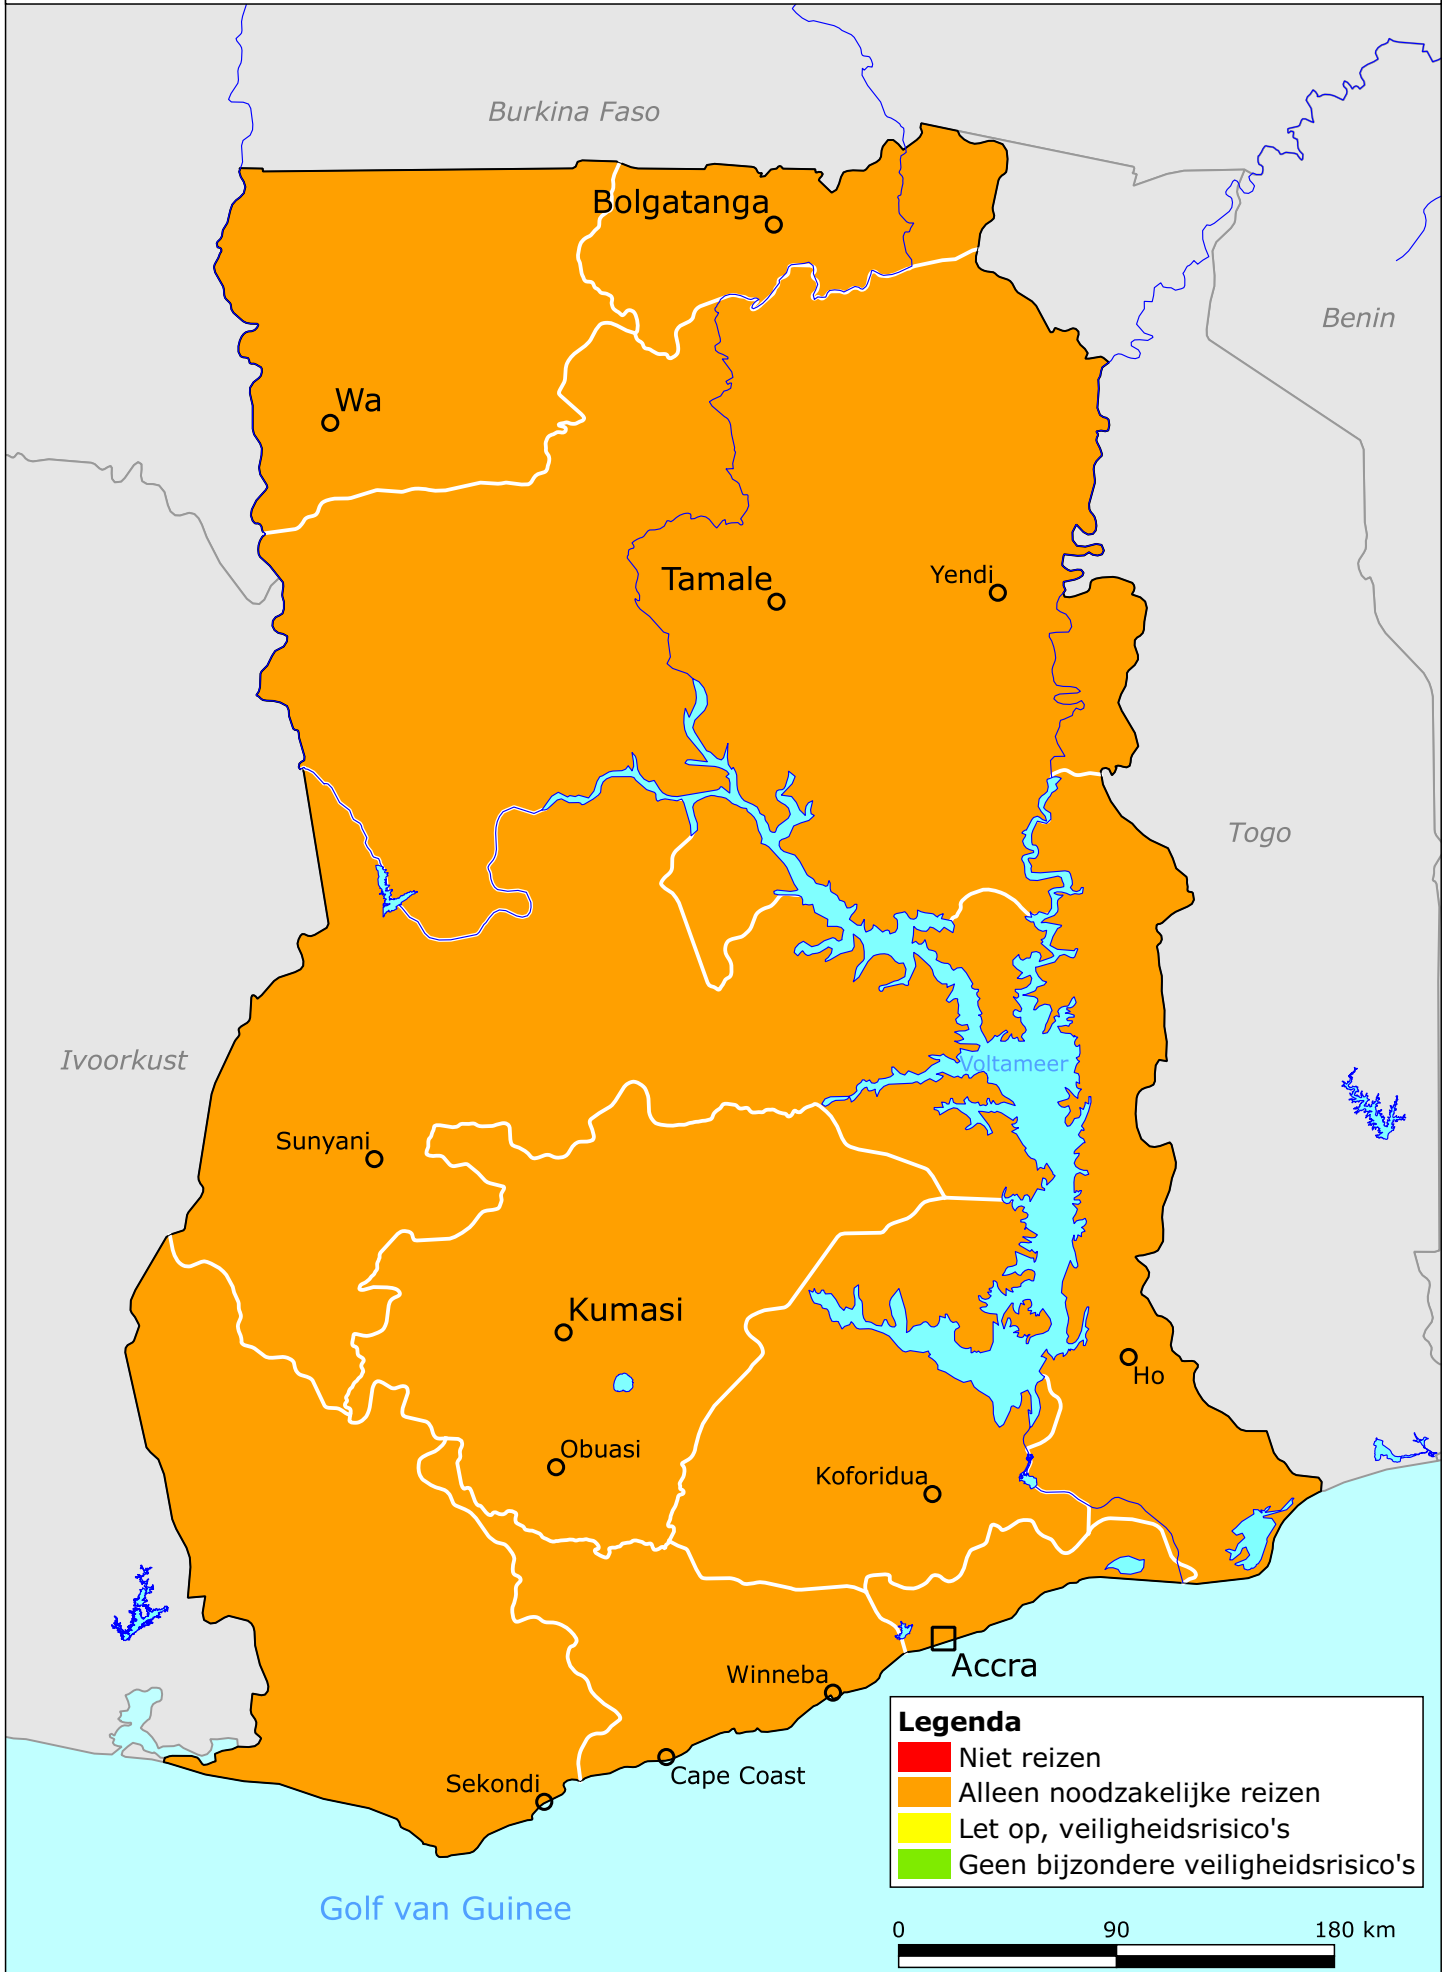 Burkina Faso
Bolgatanga
Benin
Wa
Tamale
Yendi
Togo
Ivoorkust
Voltameer
Sunyani
Kumasi
Ho
Obuasi
Koforidua
Accra
Winneba
Cape Coast
Sekondi
Golf van Guinee
Legenda
Niet reizen
Alleen noodzakelijke reizen
Let op, veiligheidsrisico's
Geen bijzondere veiligheidsrisico's
0 90 180 km